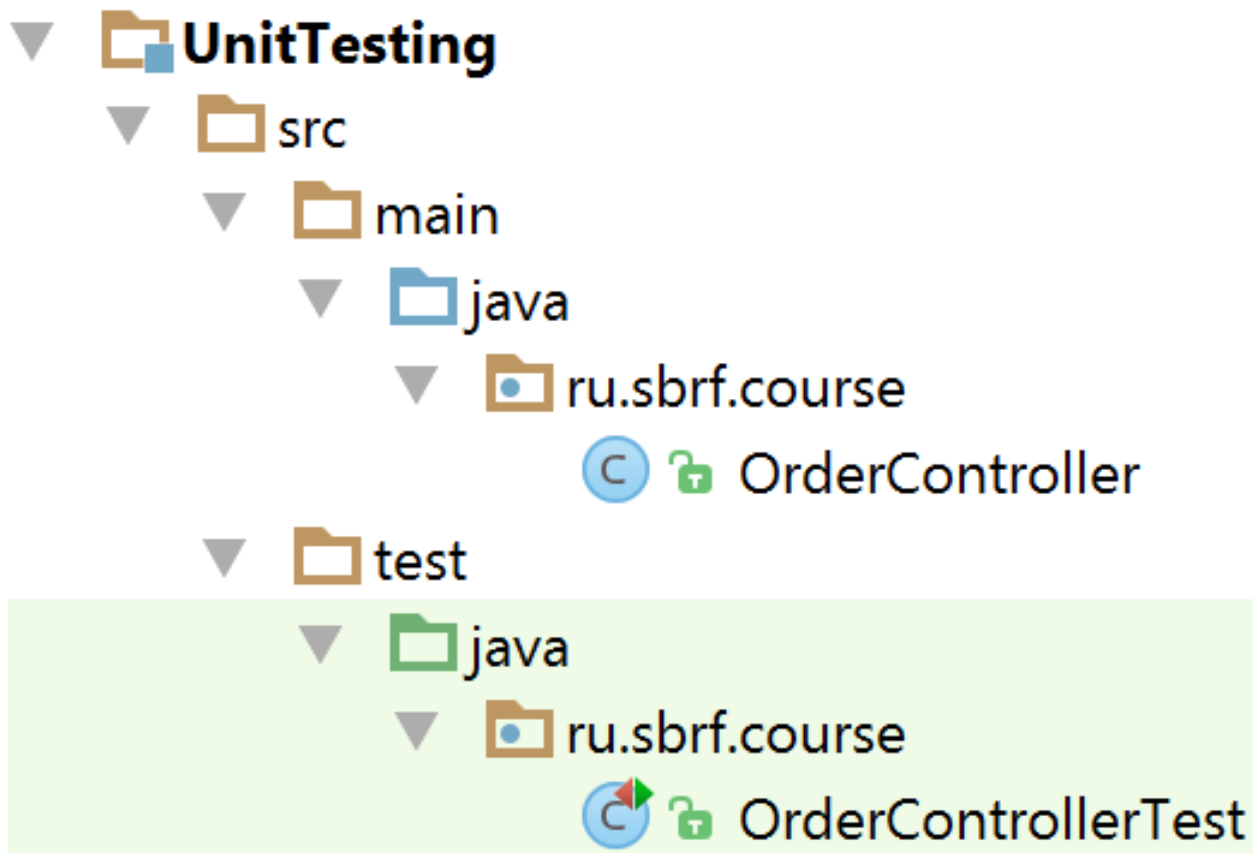 UnitTesting
src
main
java
ru.sbrf.course
C OrderController
test
java
ru.sbrf.course
C OrderControllerTest